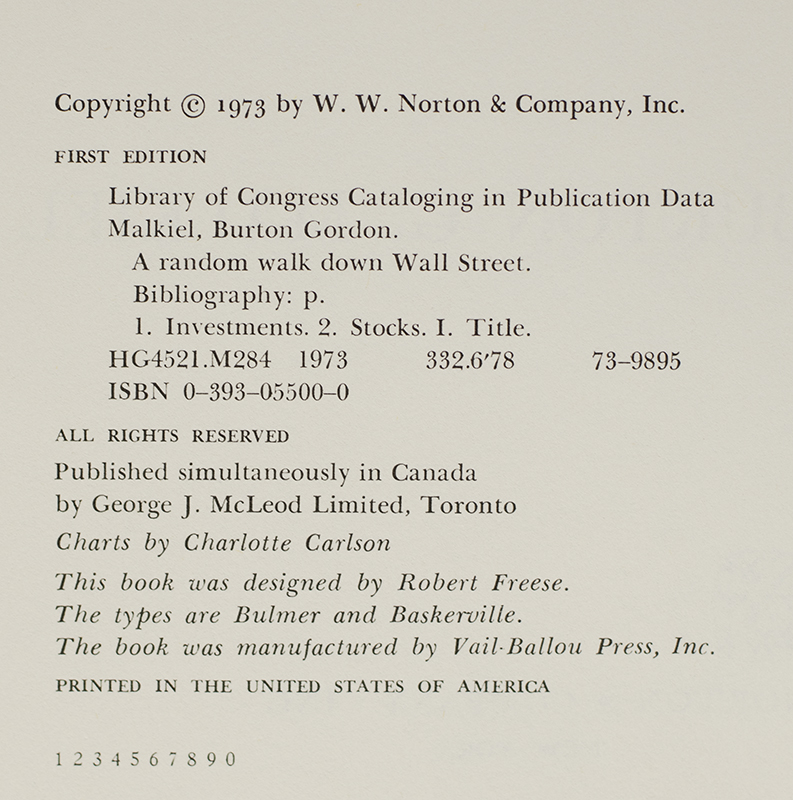 Copyright © 1973 by W. W. Norton & Company, Inc.
FIRST EDITION
Library of Congress Cataloging in Publication Data
Malkiel, Burton Gordon.
A random walk down Wall Street.
Bibliography: p.
1. Investments. 2. Stocks. I. Title.
HG4521.M284 1973 332.6′78 73–9895
ISBN 0–393–05500–0
ALL RIGHTS RESERVED
Published simultaneously in Canada
by George J. McLeod Limited, Toronto
Charts by Charlotte Carlson
This book was designed by Robert Freese.
The types are Bulmer and Baskerville.
The book was manufactured by Vail-Ballou Press, Inc.
PRINTED IN THE UNITED STATES OF AMERICA
1 2 3 4 5 6 7 8 9 0